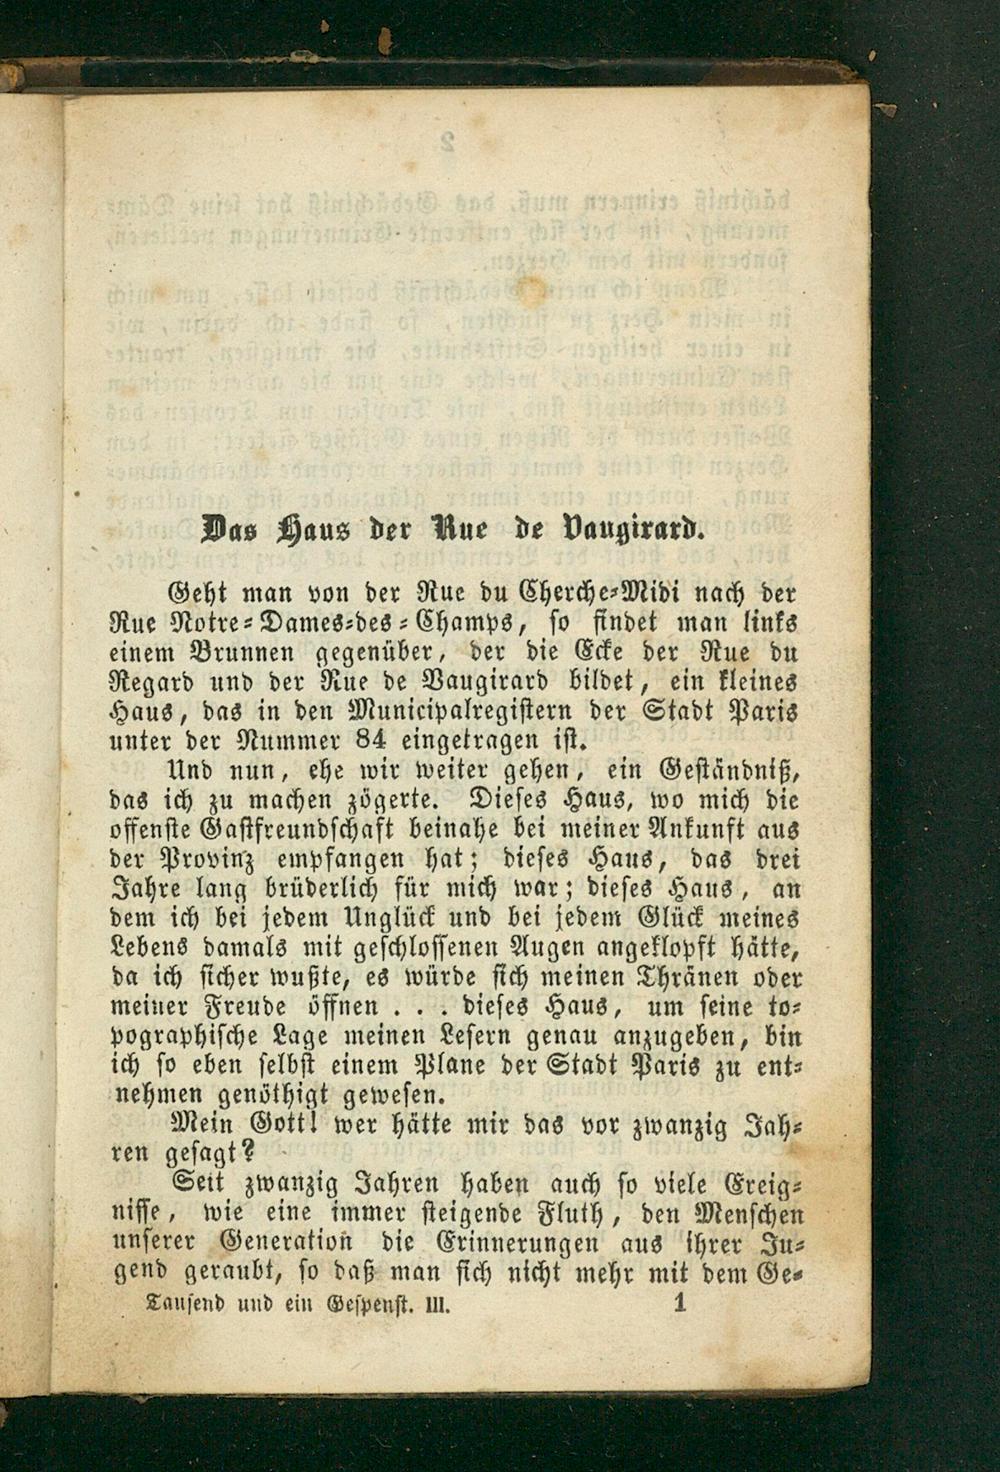 Das Haus der Rue de Vaugirard.
Geht man von der Rue du Cherche-Midi nach der
Rue Notre-Dames-des-Champs, so findet man links
einem Brunnen gegenüber, der die Ecke der Rue du
Regard und der Rue de Vaugirard bildet, ein kleines
Haus, das in den Municipalregistern der Stadt Paris
unter der Nummer 84 eingetragen ist.
Und nun, ehe wir weiter gehen, ein Geständniß,
das ich zu machen zögerte. Dieses Haus, wo mich die
offenste Gastfreundschaft beinahe bei meiner Ankunft aus
der Provinz empfangen hat; dieses Haus, das drei
Jahre lang brüderlich für mich war; dieses Haus, an
dem ich bei jedem Unglück und bei jedem Glück meines
Lebens damals mit geschlossenen Augen angeklopft hätte,
da ich sicher wußte, es würde sich meinen Thränen oder
meiner Freude öffnen . . . dieses Haus, um seine to-
pographische Lage meinen Lesern genau anzugeben, bin
ich so eben selbst einem Plane der Stadt Paris zu ent-
nehmen genöthigt gewesen.
Mein Gott! wer hätte mir das vor zwanzig Jah-
ren gesagt?
Seit zwanzig Jahren haben auch so viele Ereig-
nisse, wie eine immer steigende Fluth, den Menschen
unserer Generation die Erinnerungen aus ihrer Ju-
gend geraubt, so daß man sich nicht mehr mit dem Ge-
Tausend und ein Gespenst. III. 1